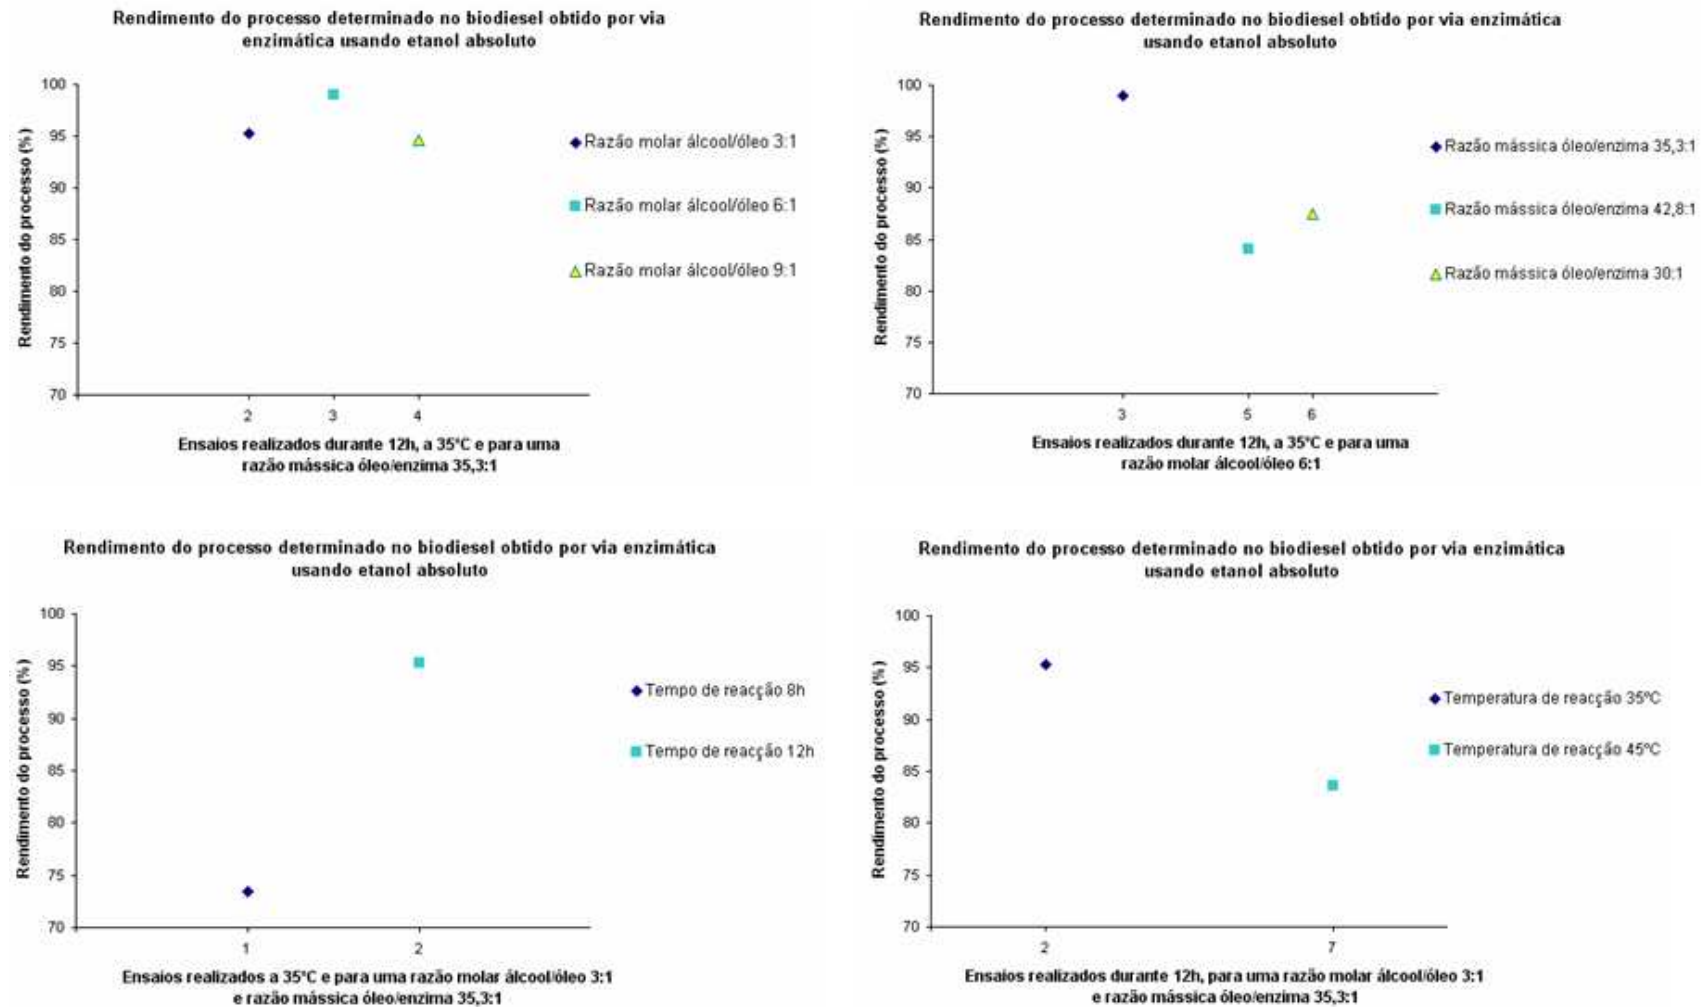 Rendimento do processo determinado no biodiesel obtido por via
enzimática usando etanol absoluto
Rendimento do processo (%)
100
95
90
85
80
75
70
2
3
4
Razão molar álcool/óleo 3:1
Razão molar álcool/óleo 6:1
Razão molar álcool/óleo 9:1
Ensaios realizados durante 12h, a 35ºC e para uma
razão mássica óleo/enzima 35,3:1
Rendimento do processo determinado no biodiesel obtido por via enzimática
usando etanol absoluto
Rendimento do processo (%)
100
95
90
85
80
75
70
3
5
6
Razão mássica óleo/enzima 35,3:1
Razão mássica óleo/enzima 42,8:1
Razão mássica óleo/enzima 30:1
Ensaios realizados durante 12h, a 35ºC e para uma
razão molar álcool/óleo 6:1
Rendimento do processo determinado no biodiesel obtido por via enzimática
usando etanol absoluto
Rendimento do processo (%)
100
95
90
85
80
75
70
1
2
Tempo de reacção 8h
Tempo de reacção 12h
Ensaios realizados a 35ºC e para uma razão molar álcool/óleo 3:1
e razão mássica óleo/enzima 35,3:1
Rendimento do processo determinado no biodiesel obtido por via enzimática
usando etanol absoluto
Rendimento do processo (%)
100
95
90
85
80
75
70
2
7
Temperatura de reacção 35ºC
Temperatura de reacção 45ºC
Ensaios realizados durante 12h, para uma razão molar álcool/óleo 3:1
e razão mássica óleo/enzima 35,3:1